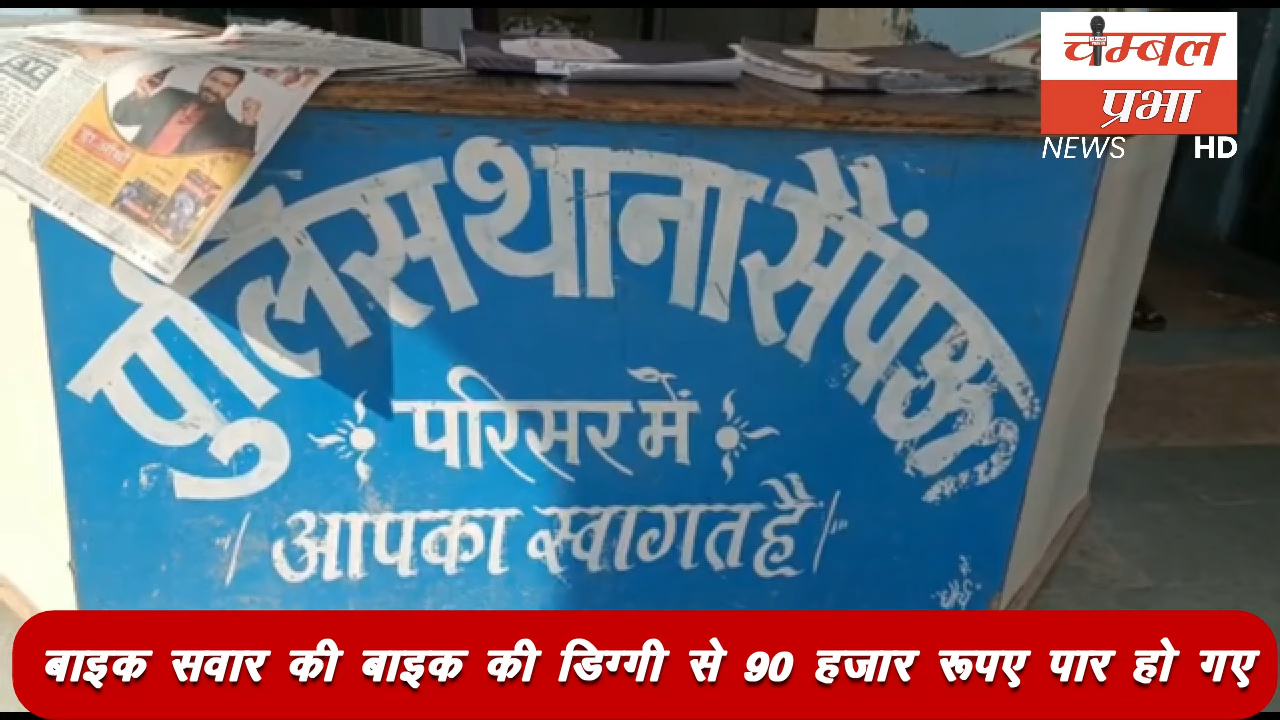 चम्बल
प्रभा
NEWS HD
पुलिस थाना सैंपऊ
परिसर में
आपका स्वागत है
बाइक सवार की बाइक की डिग्गी से 90 हजार रूपए पार हो गए